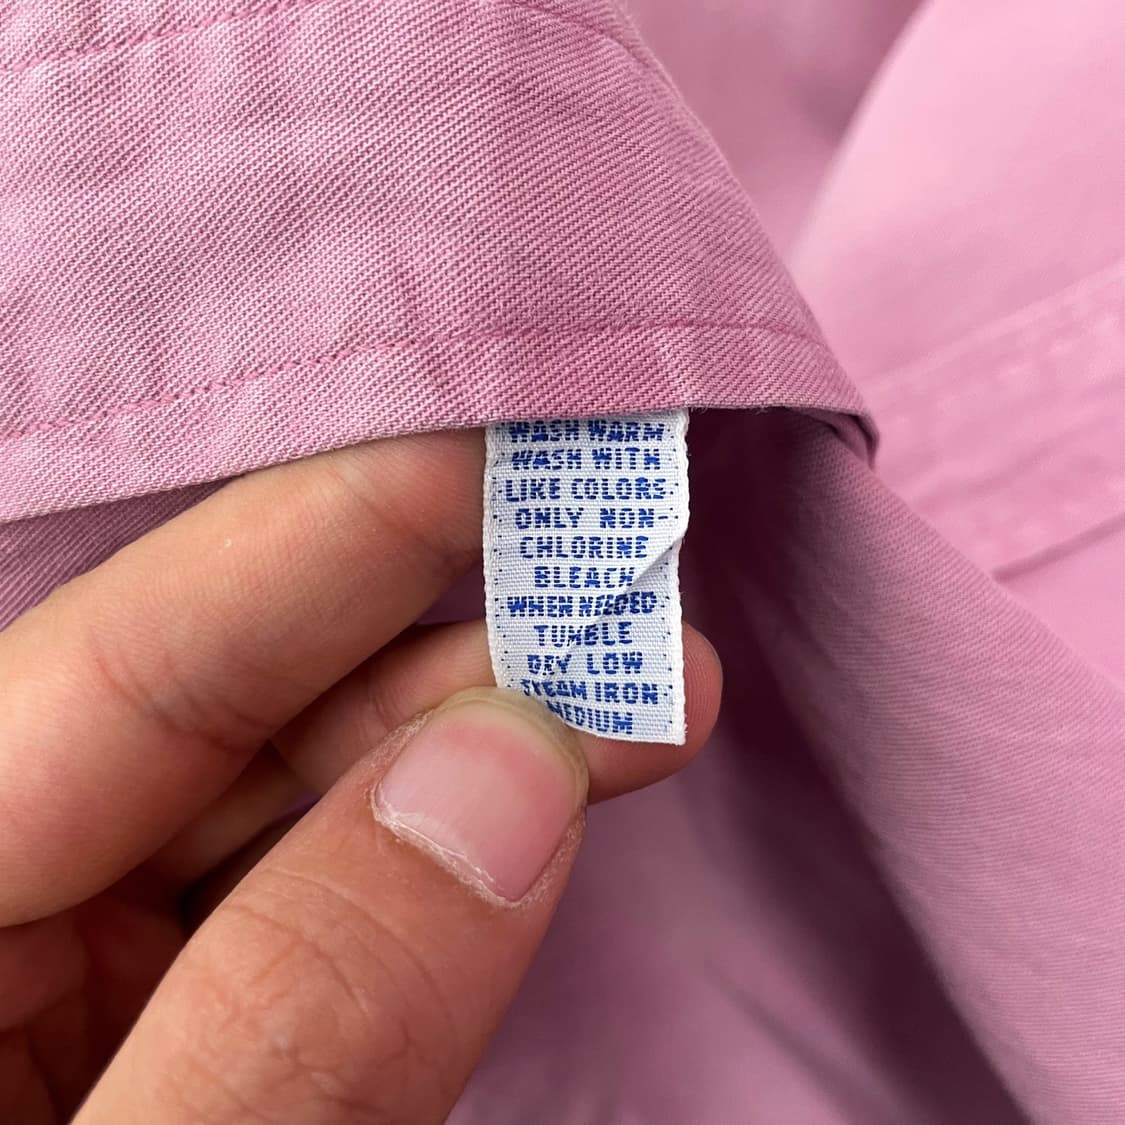 WASH WARM
WASH WITH
LIKE COLORS
ONLY NON-
CHLORINE
BLEACH
WHEN NEEDED
TUMBLE
DRY LOW
STEAM IRON
MEDIUM